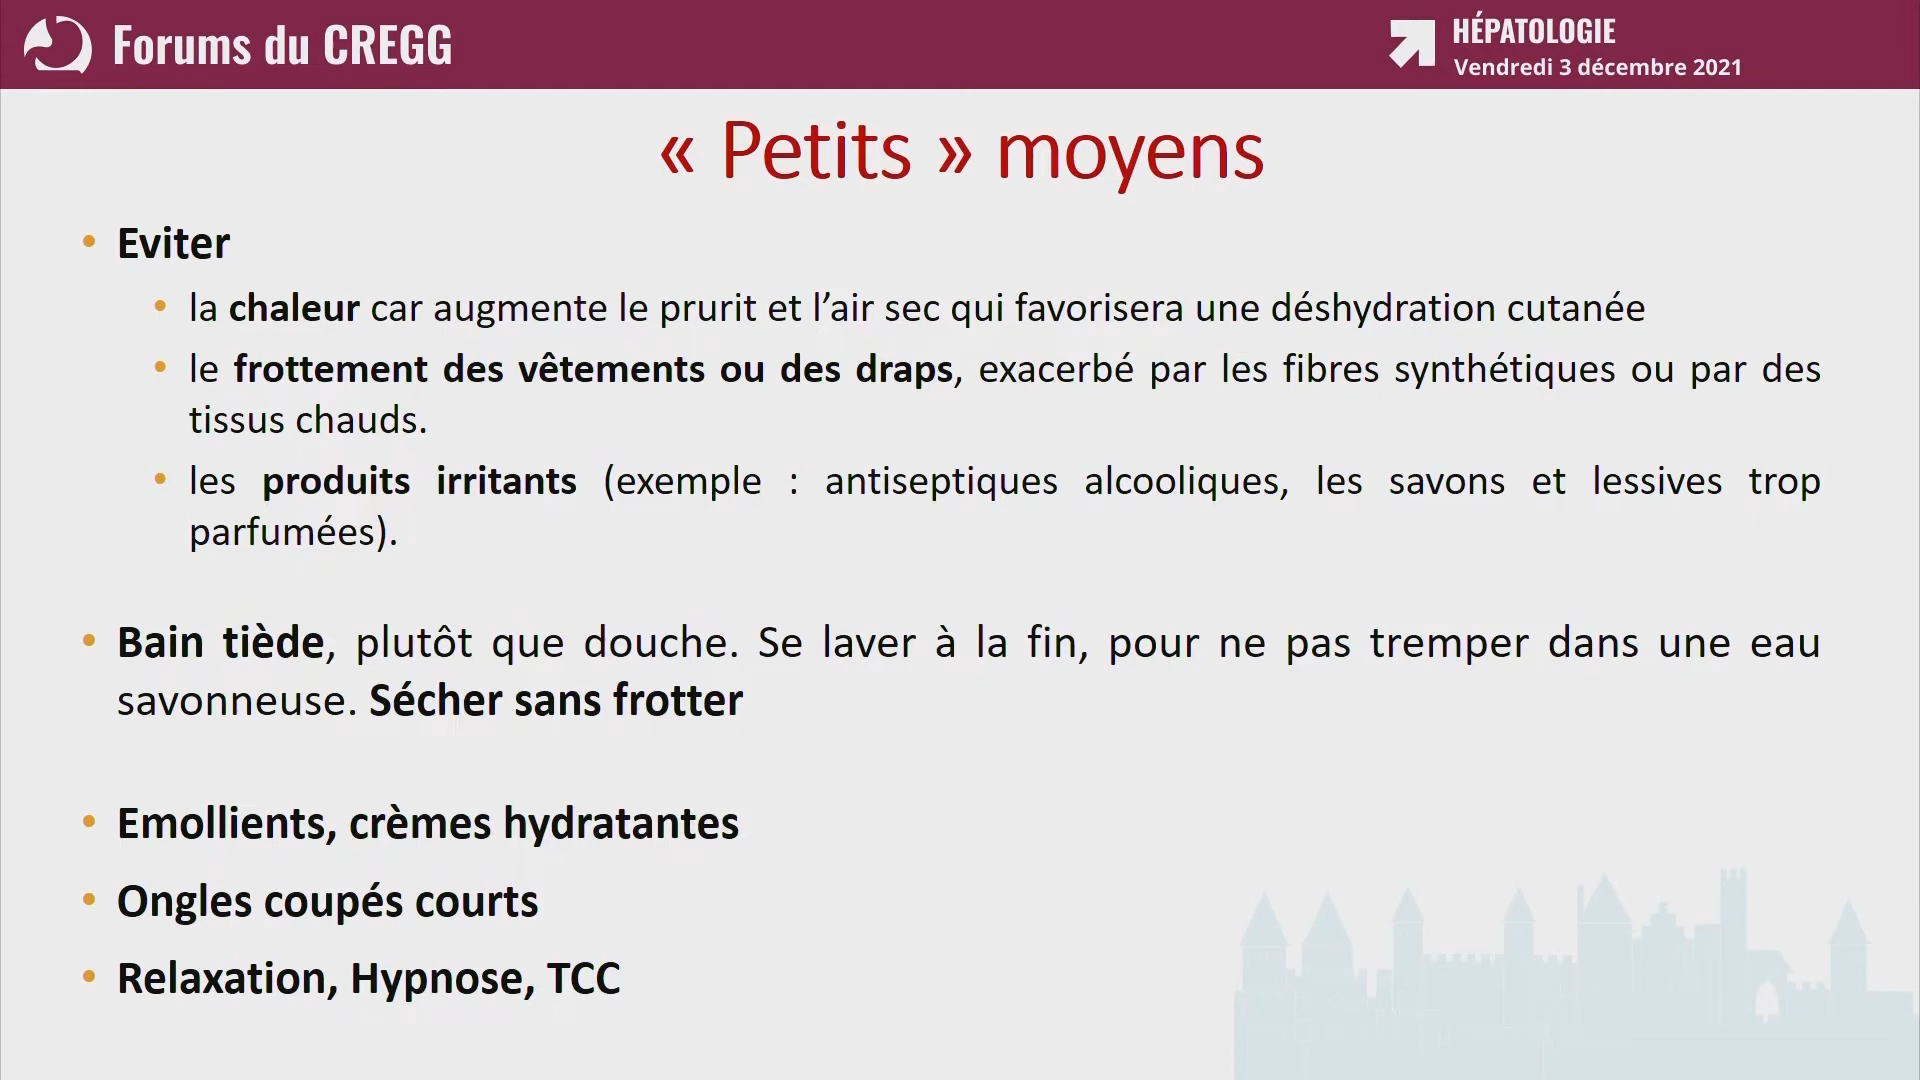 Forums du CREGG
HÉPATOLOGIE
Vendredi 3 décembre 2021
« Petits » moyens
• Eviter
• la chaleur car augmente le prurit et l’air sec qui favorisera une déshydration cutanée
• le frottement des vêtements ou des draps, exacerbé par les fibres synthétiques ou par des
tissus chauds.
• les produits irritants (exemple : antiseptiques alcooliques, les savons et lessives trop
parfumées).
• Bain tiède, plutôt que douche. Se laver à la fin, pour ne pas tremper dans une eau
savonneuse. Sécher sans frotter
• Emollients, crèmes hydratantes
• Ongles coupés courts
• Relaxation, Hypnose, TCC